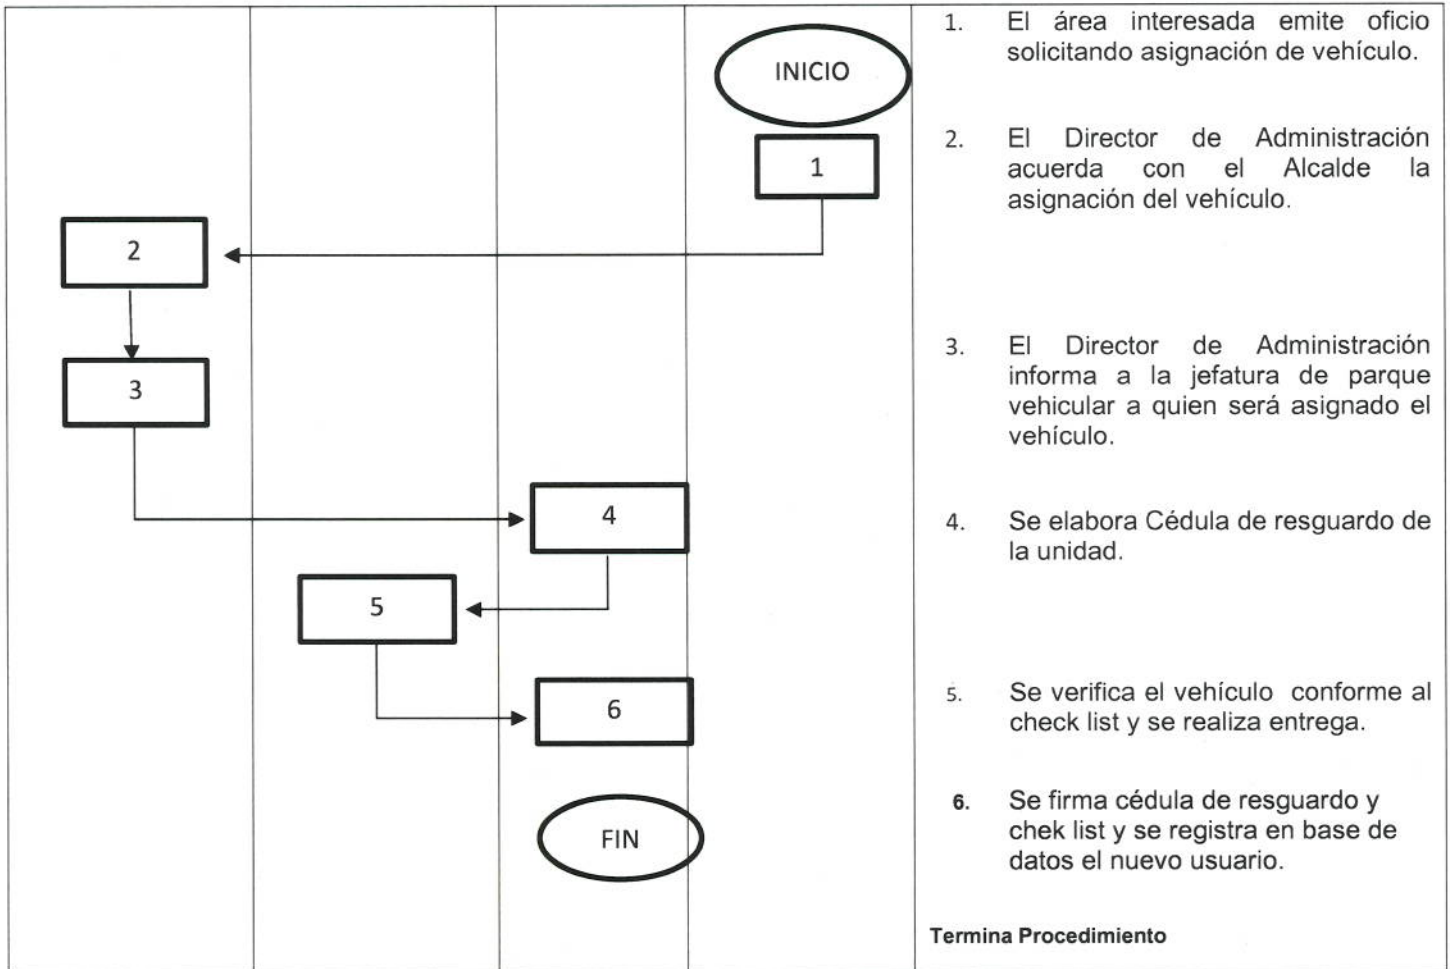 INICIO
1
2
3
4
5
6
FIN
1. El área interesada emite oficio
solicitando asignación de vehículo.
2. El Director de Administración
acuerda con el Alcalde la
asignación del vehículo.
3. El Director de Administración
informa a la jefatura de parque
vehicular a quien será asignado el
vehículo.
4. Se elabora Cédula de resguardo de
la unidad.
5. Se verifica el vehículo conforme al
check list y se realiza entrega.
6. Se firma cédula de resguardo y
chek list y se registra en base de
datos el nuevo usuario.
Termina Procedimiento